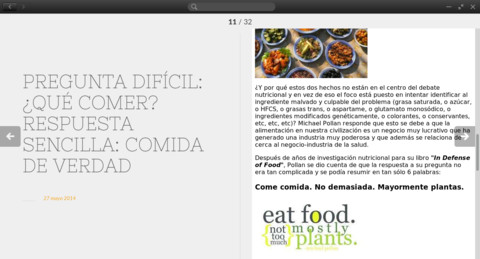 11 / 32
PREGUNTA DIFÍCIL:
¿QUÉ COMER?
RESPUESTA
SENCILLA: COMIDA
DE VERDAD
27 mayo 2014
¿Y por qué estos dos hechos no están en el centro del debate
nutricional y en vez de eso el foco está puesto en intentar identificar al
ingrediente malvado y culpable del problema (grasa saturada, o azúcar,
o HFCS, o grasas trans, o aspartame, o glutamato monosódico, o
ingredientes modificados genéticamente, o colorantes, o conservantes,
etc, etc, etc)? Michael Pollan responde que esto se debe a que la
alimentación en nuestra civilización es un negocio muy lucrativo que ha
generado una industria muy poderosa y que además se relaciona de
cerca al negocio-industria de la salud.
Después de años de investigación nutricional para su libro "In Defense
of Food", Pollan se dio cuenta de que la respuesta a su pregunta no
era tan complicada y se podía resumir en tan sólo 6 palabras:
Come comida. No demasiada. Mayormente plantas.
eat food.
{not too much} mostly
plants.